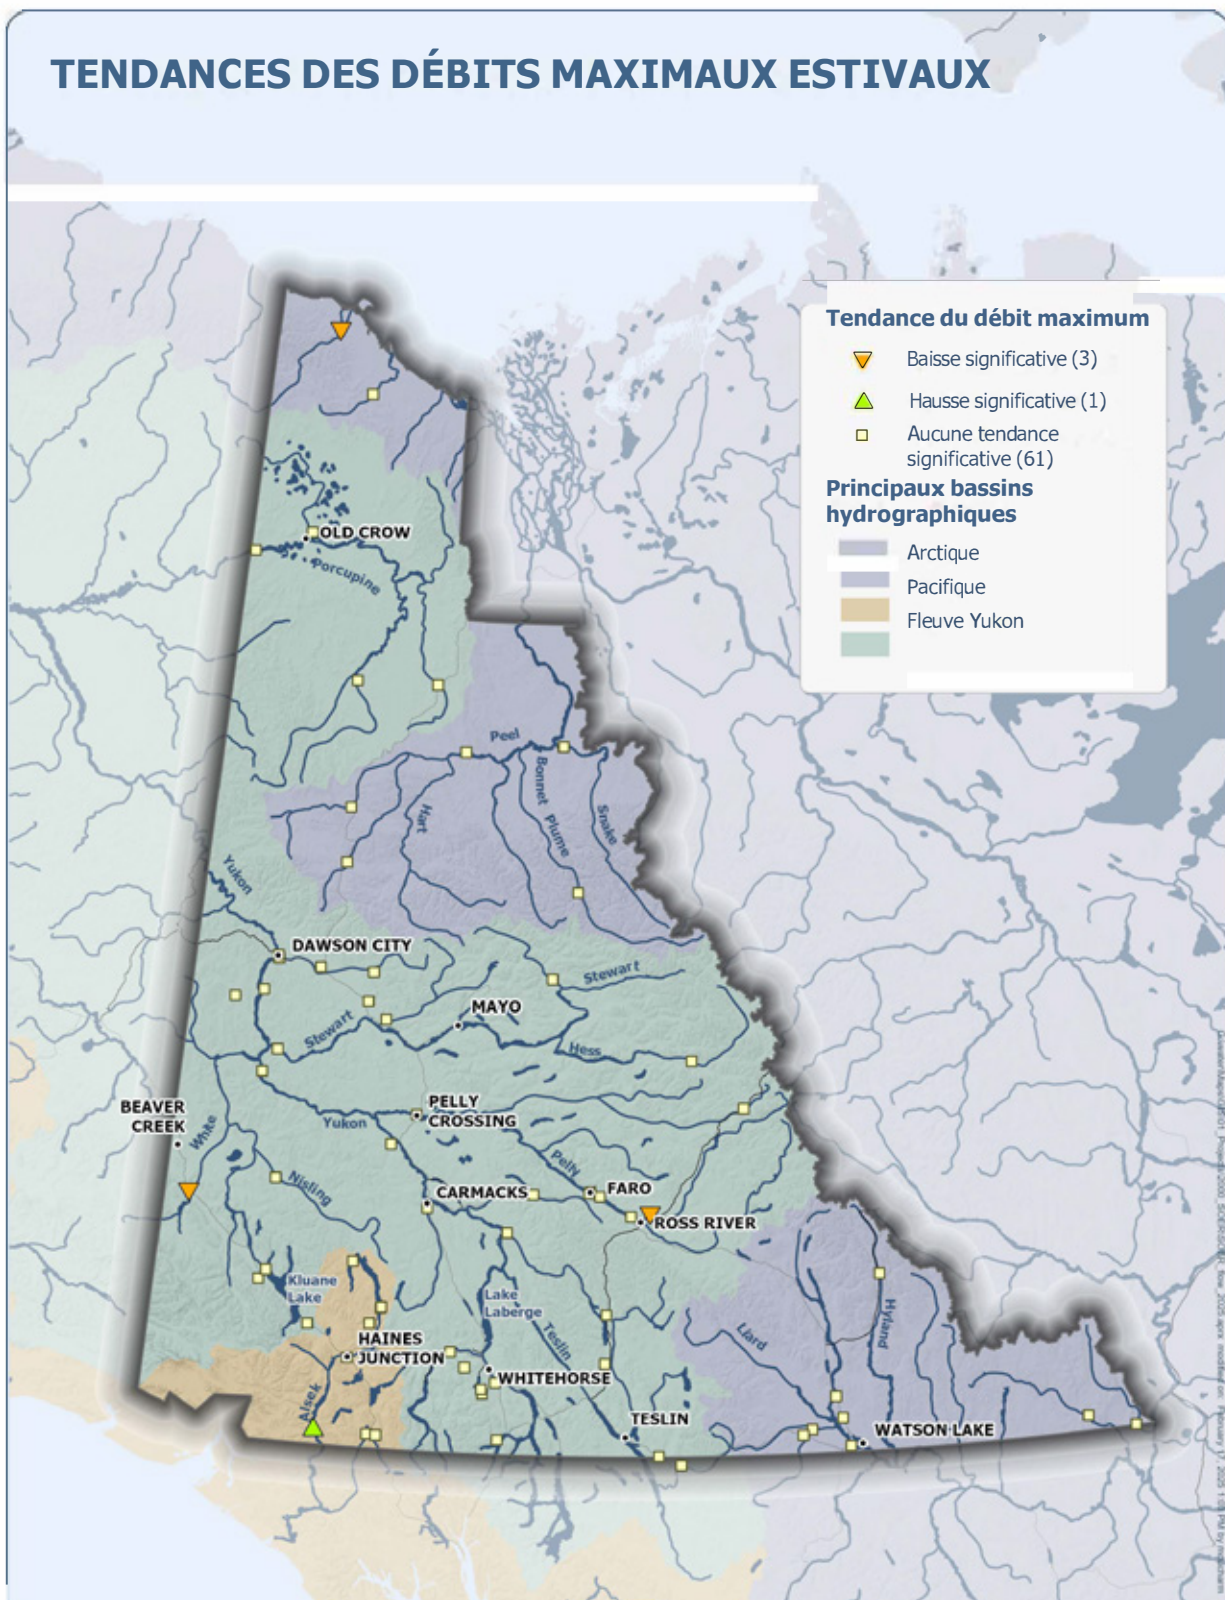 TENDANCES DES DÉBITS MAXIMAUX ESTIVAUX
Tendance du débit maximum
Baisse significative (3)
Hausse significative (1)
Aucune tendance
significative (61)
Principaux bassins
hydrographiques
Arctique
Pacifique
Fleuve Yukon
OLD CROW
Porcupine
Peel
Bonnet Plume
Hart
Snake
Yukon
DAWSON CITY
Stewart
MAYO
Stewart
Hess
BEAVER
CREEK
White
PELLY
CROSSING
Yukon
Pelly
Nisling
CARMACKS
FARO
ROSS RIVER
Kluane
Lake
Lake
Laberge
Teslin
HAINES
JUNCTION
WHITEHORSE
Alsek
TESLIN
Liard
Hyland
WATSON LAKE